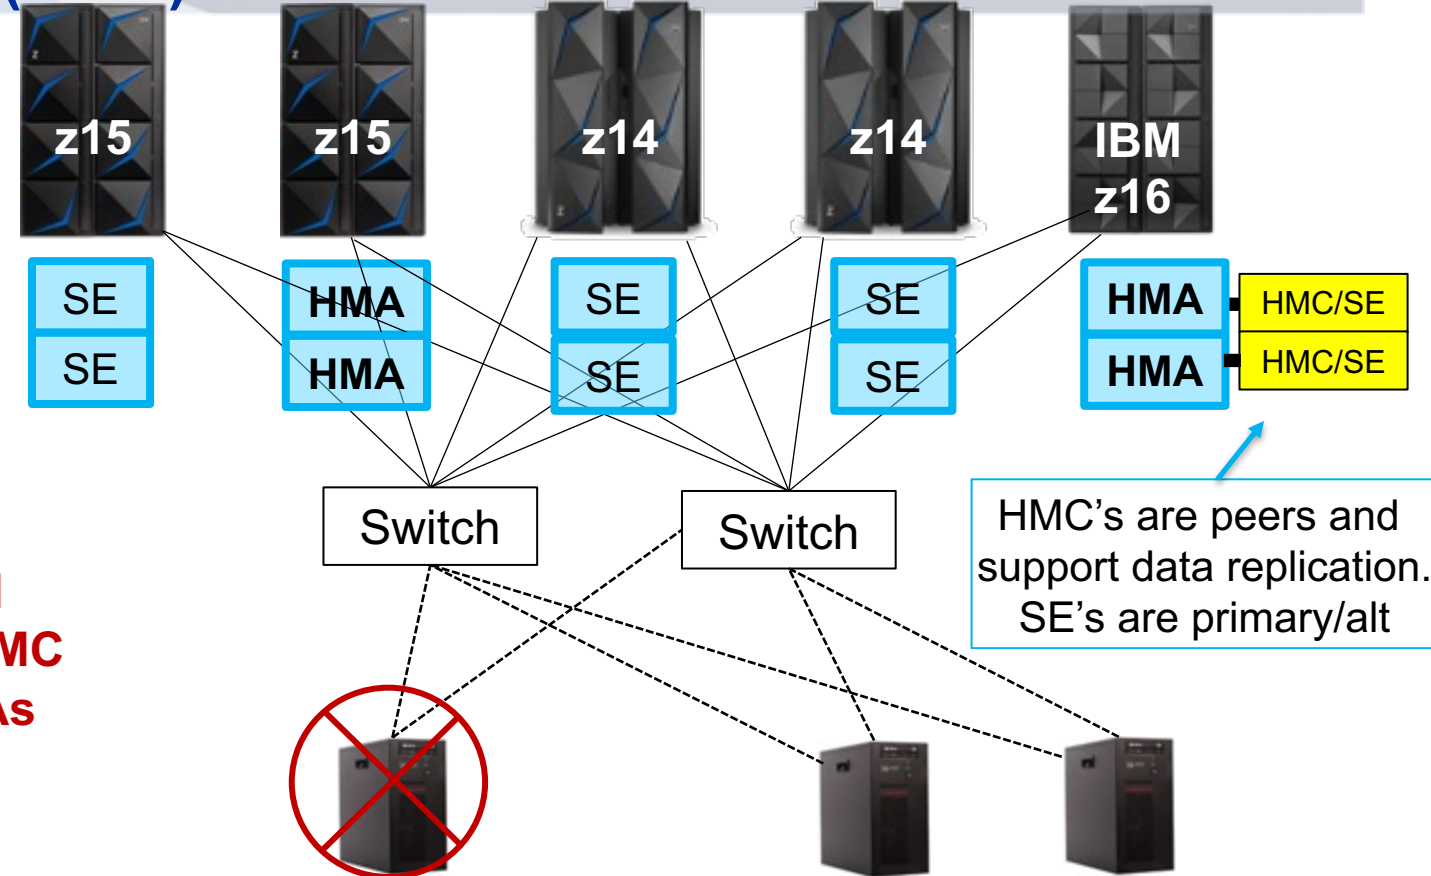 z15
z15
z14
z14
IBM
z16
SE
HMA
SE
SE
HMA
HMC/SE
SE
HMA
SE
SE
HMA
HMC/SE
Switch
Switch
HMC’s are peers and
support data replication.
SE’s are primary/alt
MC
As